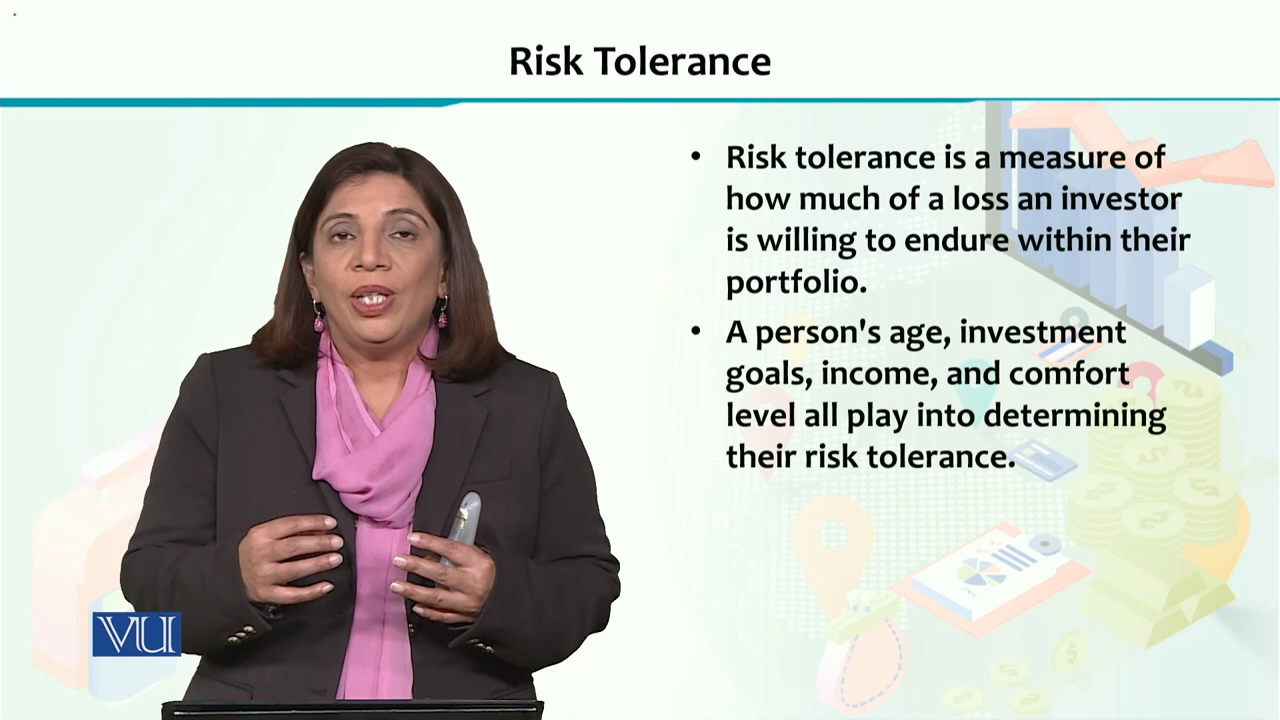 Risk Tolerance
• Risk tolerance is a measure of
how much of a loss an investor
is willing to endure within their
portfolio.
• A person's age, investment
goals, income, and comfort
level all play into determining
their risk tolerance.
VU